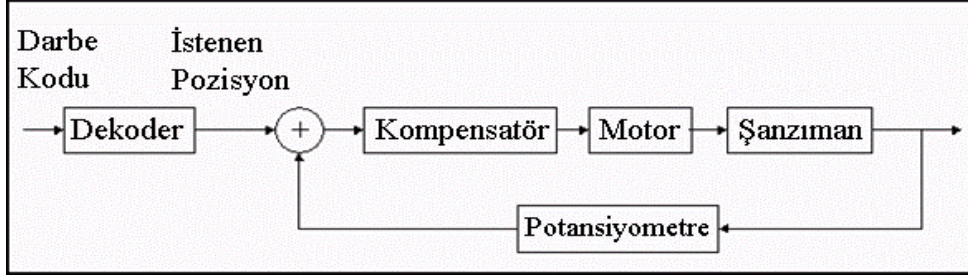 Darbe
Kodu
İstenen
Pozisyon
Dekoder
+
Kompensatör
Motor
Şanzıman
Potansiyometre